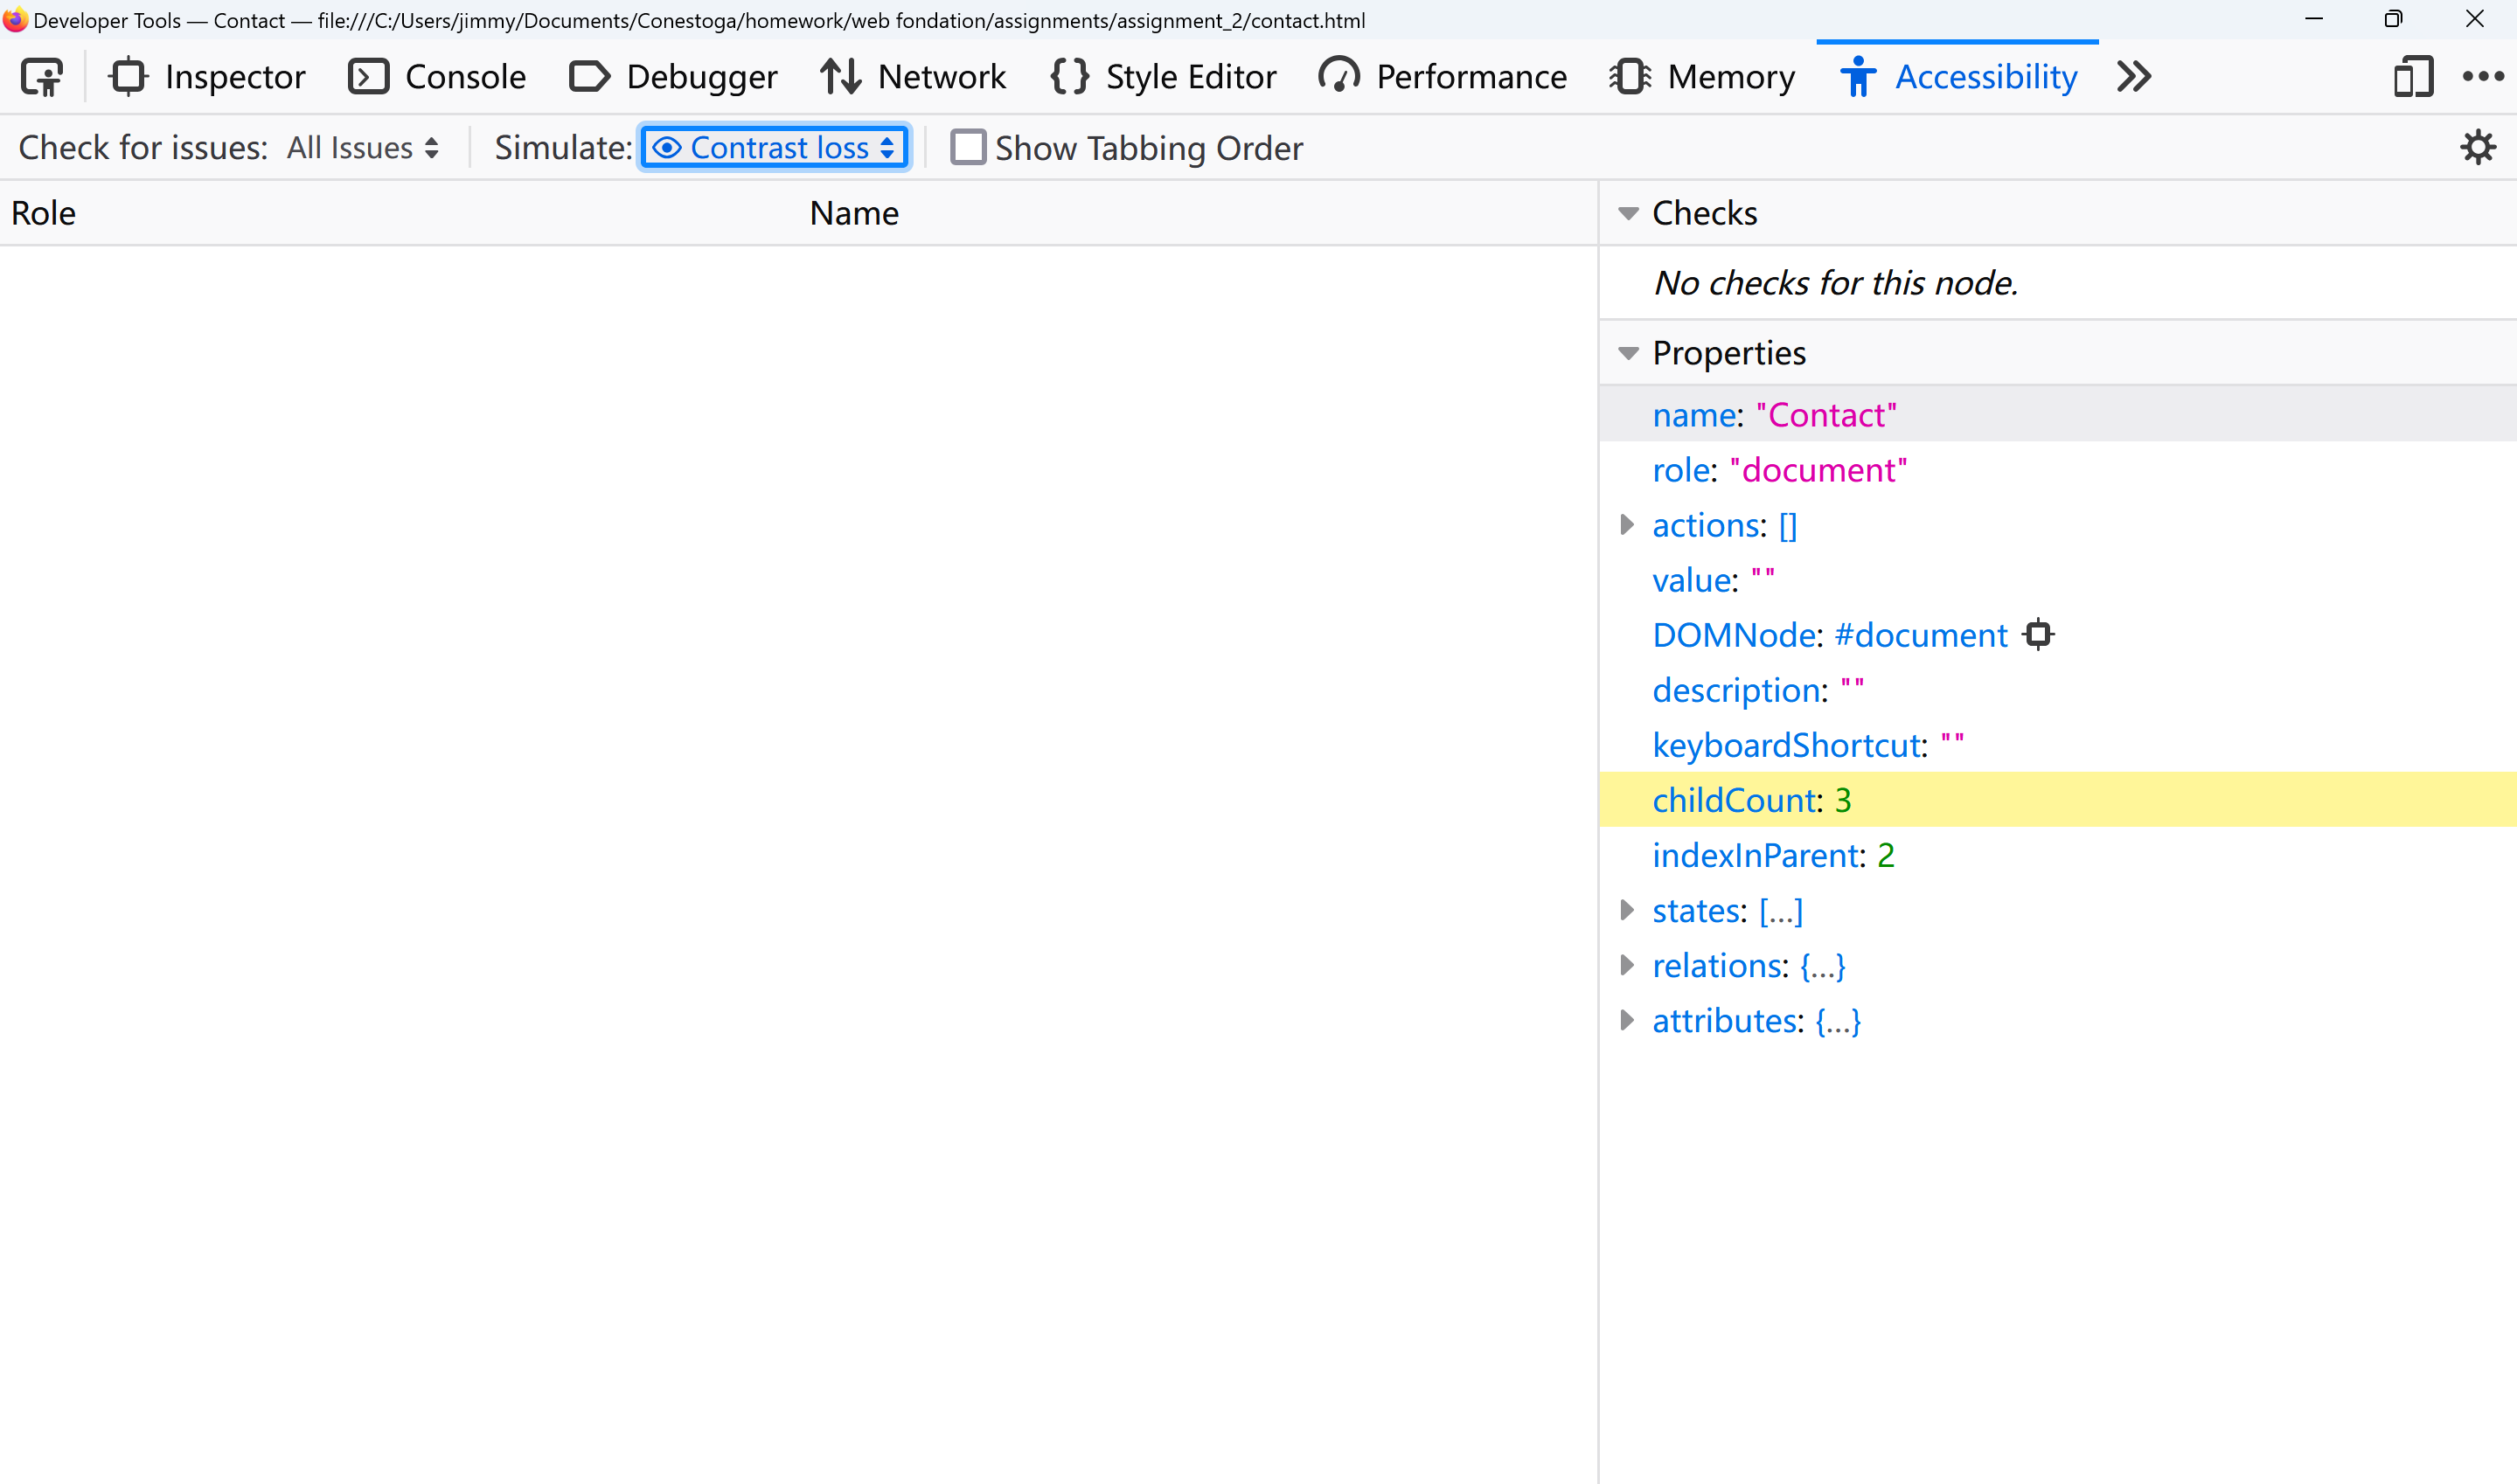 Developer Tools — Contact — file:///C:/Users/jimmy/Documents/Conestoga/homework/web fondation/assignments/assignment_2/contact.html
Inspector Console Debugger Network Style Editor Performance Memory Accessibility
Check for issues: All Issues Simulate: Contrast loss Show Tabbing Order
Role Name Checks
No checks for this node.
Properties
name: "Contact"
role: "document"
actions: []
value: ""
DOMNode: #document
description: ""
keyboardShortcut: ""
childCount: 3
indexInParent: 2
states: […]
relations: {…}
attributes: {…}